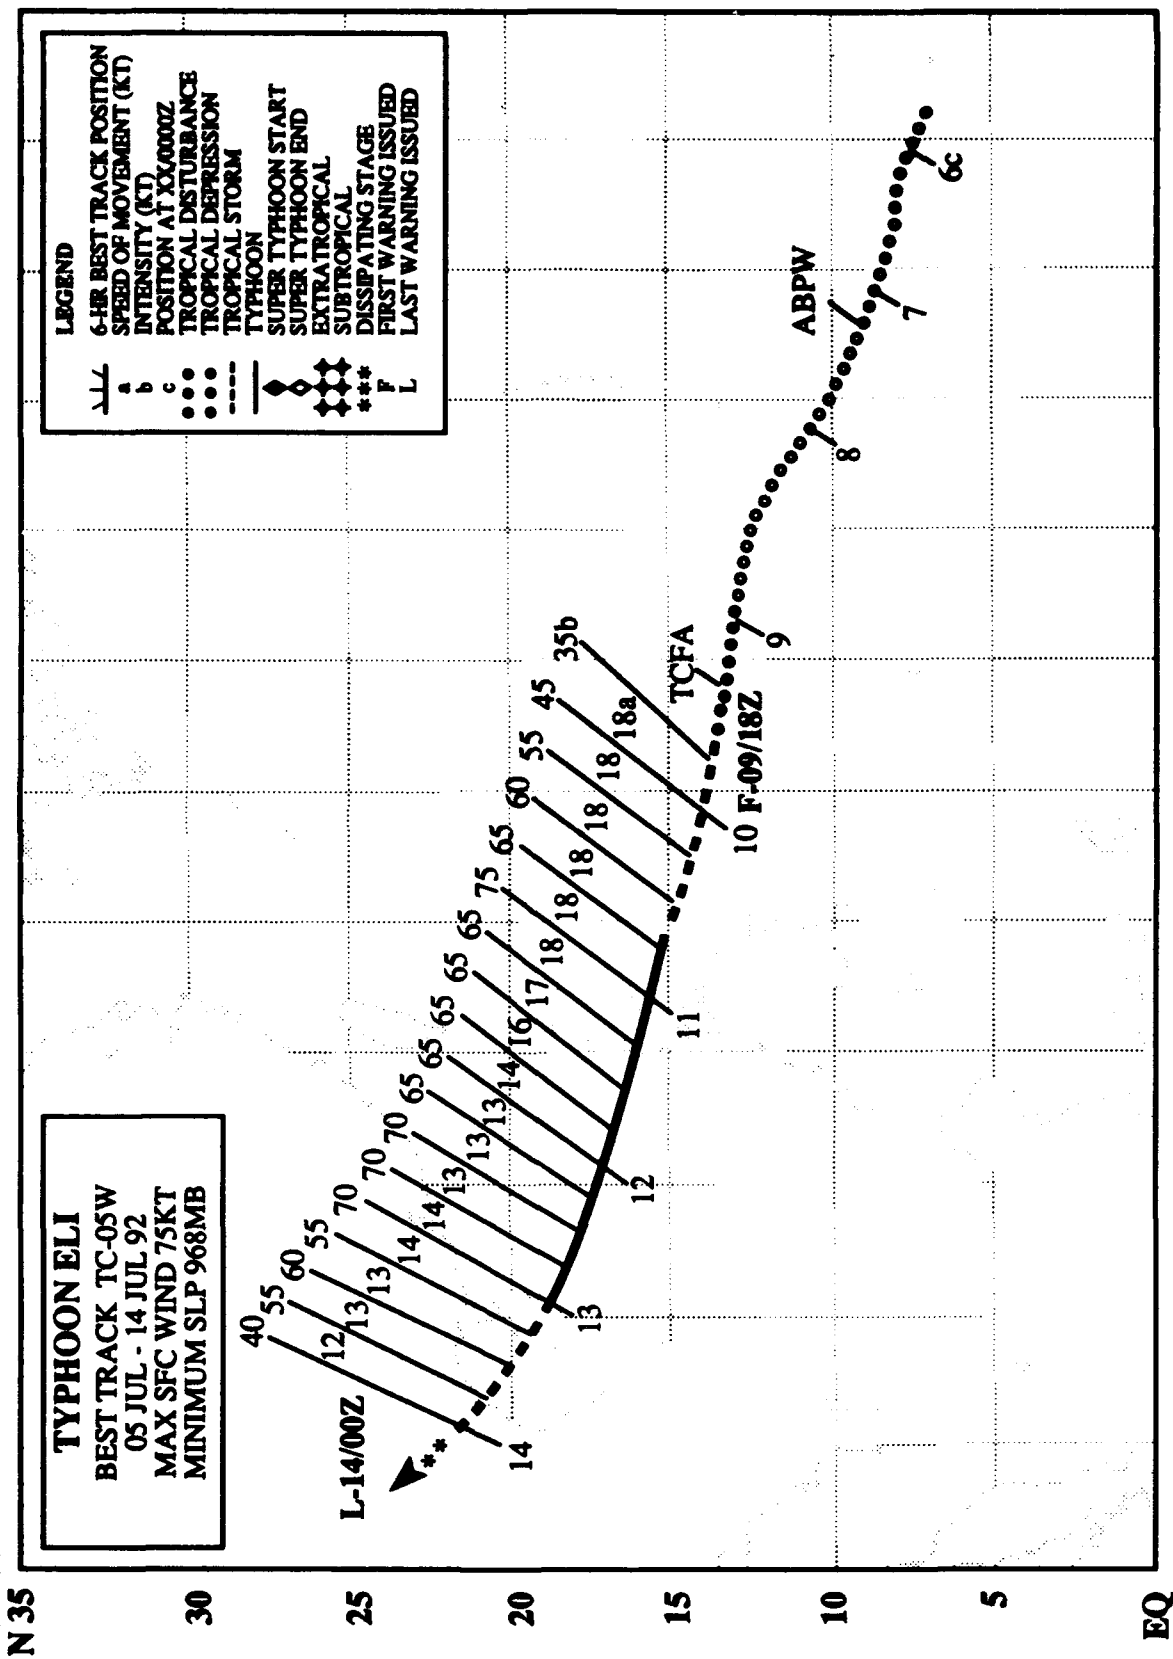 TYPHOON ELI
BEST TRACK TC-05W
05 JUL - 14 JUL 92
MAX SFC WIND 75KT
MINIMUM SLP 968MB
LEGEND
6-HR BEST TRACK POSITION
a SPEED OF MOVEMENT (KT)
b INTENSITY (KT)
c POSITION AT XX/0000Z
TROPICAL DISTURBANCE
TROPICAL DEPRESSION
TROPICAL STORM
TYPHOON
SUPER TYPHOON START
SUPER TYPHOON END
EXTRATROPICAL
SUBTROPICAL
*** DISSIPATING STAGE
F FIRST WARNING ISSUED
L LAST WARNING ISSUED
N 35
30
25
20
15
10
5
EQ
L-14/00Z
**
40
55
60
55
70
70
70
65
65
65
65
65
75
65
60
55
45
35b
12
13
13
14
14
13
13
13
14
16
17
18
18
18
18
18
18a
14
13
12
11
10 F-09/18Z
TCFA
9
8
ABPW
7
6c